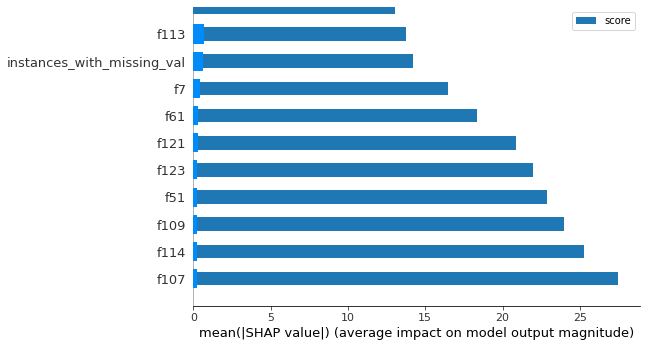 score
f113
instances_with_missing_val
f7
f61
f121
f123
f51
f109
f114
f107
0 5 10 15 20 25
mean(|SHAP value|) (average impact on model output magnitude)